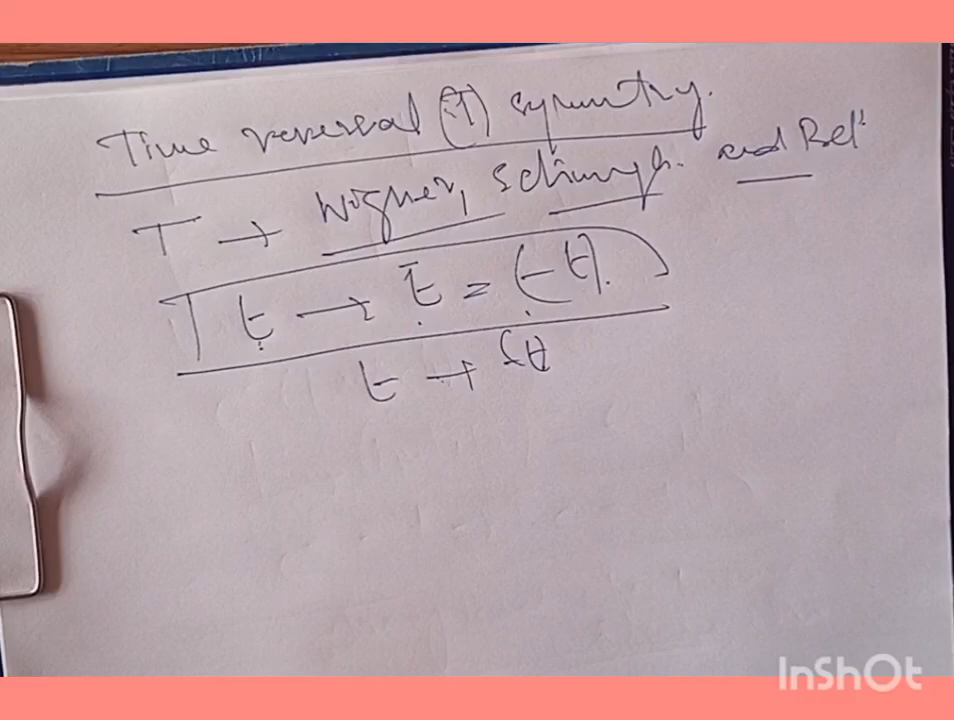 Time reversal (T) symmetry.
T → Wigner, Schwinger. and Bell
T t → t̄ = (-t).
t →
InShOt